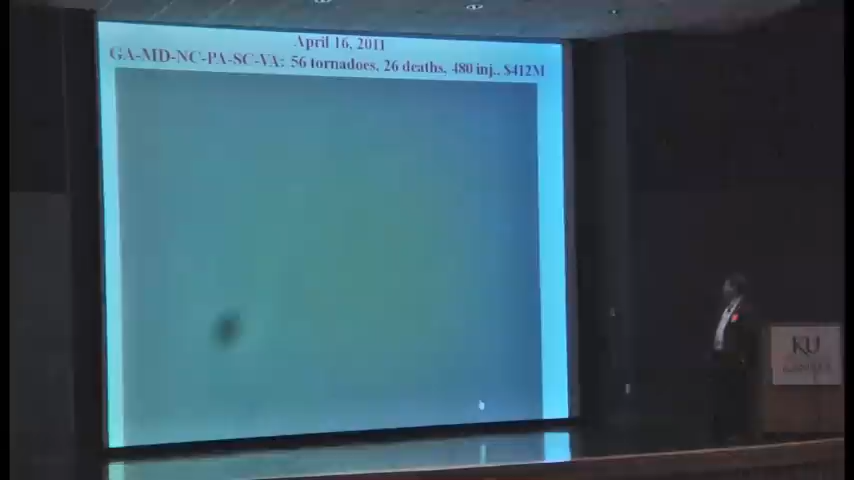 April 16, 2011
GA-MD-NC-PA-SC-VA: 56 tornadoes, 26 deaths, 480 inj., $412M
KU